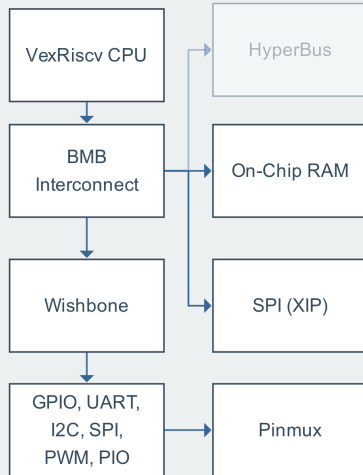 VexRiscv CPU
HyperBus
BMB
Interconnect
On-Chip RAM
Wishbone
SPI (XIP)
GPIO, UART,
I2C, SPI,
PWM, PIO
Pinmux